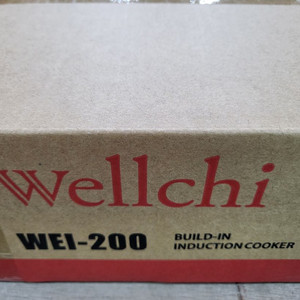 Wellchi
WEI-200 BUILD-IN
INDUCTION COOKER